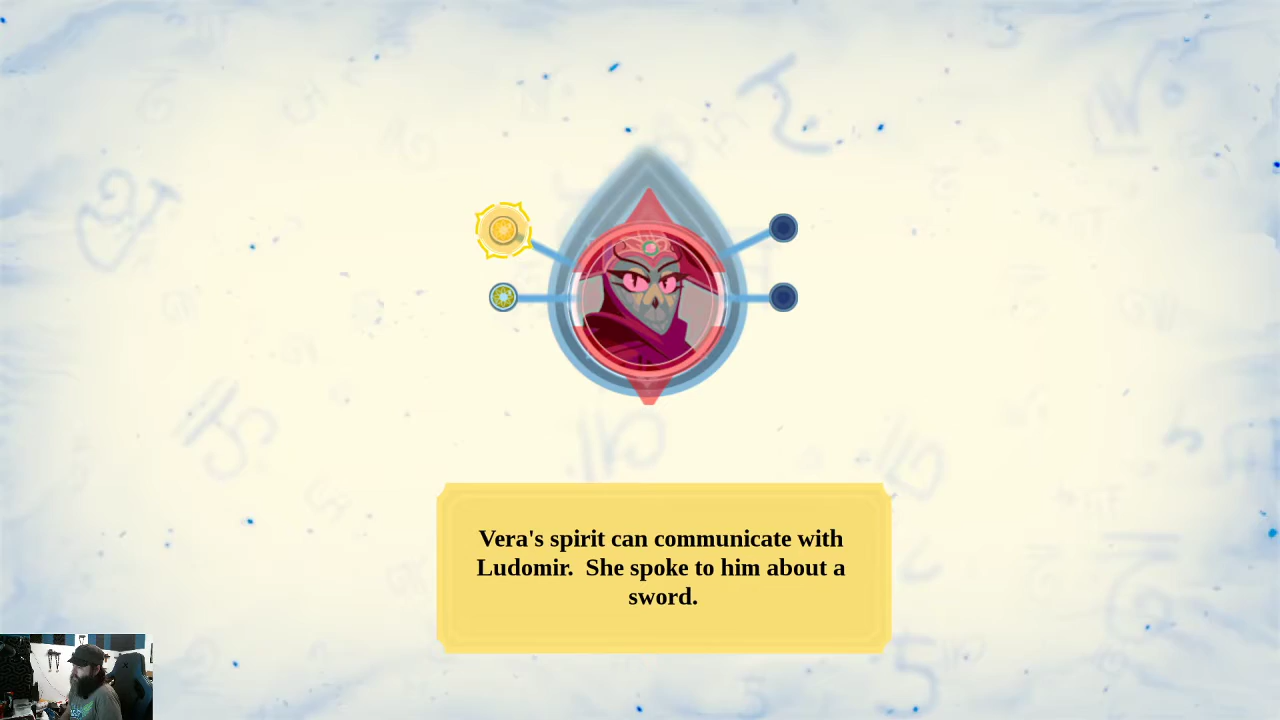 Vera's spirit can communicate with
Ludomir.  She spoke to him about a
sword.